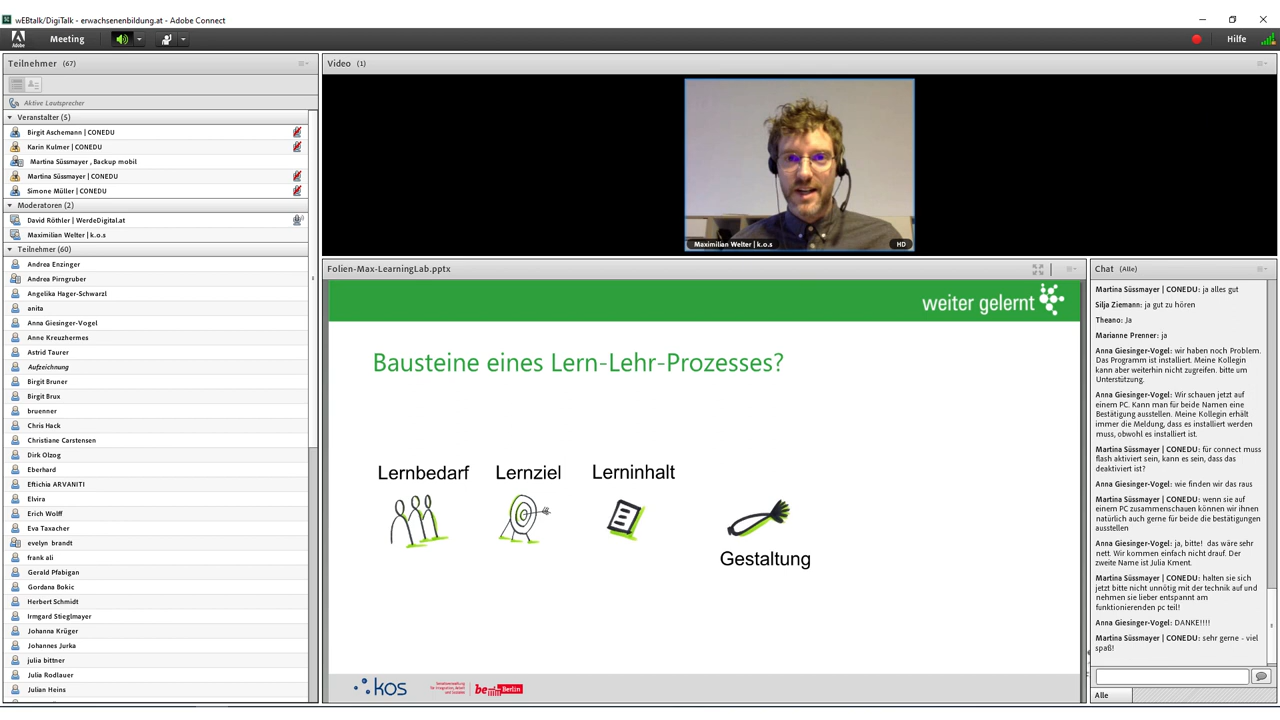 wEBtalk/DigiTalk - erwachsenenbildung.at - Adobe Connect
Adobe
Meeting
Hilfe
Teilnehmer (67)
Aktive Lautsprecher
Veranstalter (5)
Birgit Aschemann | CONEDU
Karin Kulmer | CONEDU
Martina Süssmayer , Backup mobil
Martina Süssmayer | CONEDU
Simone Müller | CONEDU
Moderatoren (2)
David Röthler | WerdeDigital.at
Maximilian Welter | k.o.s
Teilnehmer (60)
Andrea Enzinger
Andrea Pirngruber
Angelika Hager-Schwarzl
anita
Anna Giesinger-Vogel
Anne Kreuzhermes
Astrid Taurer
Aufzeichnung
Birgit Bruner
Birgit Brux
bruenner
Chris Hack
Christiane Carstensen
Dirk Olzog
Eberhard
Eftichia ARVANITI
Elvira
Erich Wolff
Eva Taxacher
evelyn brandt
frank ali
Gerald Pfabigan
Gordana Bokic
Herbert Schmidt
Irmgard Stieglmayer
Johanna Krüger
Johannes Jurka
julia bittner
Julia Rodlauer
Julian Heins
Video (1)
Maximilian Welter | k.o.s
HD
Folien-Max-LearningLab.pptx
weiter gelernt
Bausteine eines Lern-Lehr-Prozesses?
Lernbedarf
Lernziel
Lerninhalt
Gestaltung
kos
be Berlin
Chat (Alle)
Martina Süssmayer | CONEDU: ja alles gut
Silja Ziemann: ja gut zu hören
Theano: Ja
Marianne Prenner: ja
Anna Giesinger-Vogel: wir haben noch Problem.
Das Programm ist installiert. Meine Kollegin
kann aber weiterhin nicht zugreifen. bitte um
Unterstützung.
Anna Giesinger-Vogel: Wir schauen jetzt auf
einem PC. Kann man für beide Namen eine
Bestätigung ausstellen. Meine Kollegin erhält
immer die Meldung, dass es installiert werden
muss, obwohl es installiert ist.
Martina Süssmayer | CONEDU: für connect muss
flash aktiviert sein, kann es sein, dass das
deaktiviert ist?
Anna Giesinger-Vogel: wie finden wir das raus
Martina Süssmayer | CONEDU: wenn sie auf
einem PC zusammenschauen können wir ihnen
natürlich auch gerne für beide die bestätigungen
ausstellen
Anna Giesinger-Vogel: ja, bitte! das wäre sehr
nett. Wir kommen einfach nicht drauf. Der
zweite Name ist Julia Kment.
Martina Süssmayer | CONEDU: halten sie sich
jetzt bitte nicht unnötig mit der technik auf und
nehmen sie lieber entspannt am
funktionierenden pc teil!
Anna Giesinger-Vogel: DANKE!!!!
Martina Süssmayer | CONEDU: sehr gerne - viel
spaß!
Alle